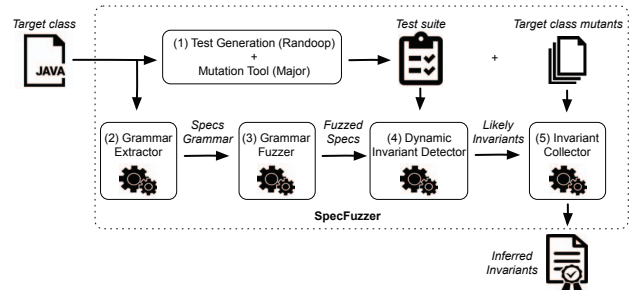 Target class
Test suite
Target class mutants
JAVA
(1) Test Generation (Randoop)
+
Mutation Tool (Major)
+
(2) Grammar
Extractor
Specs
Grammar
(3) Grammar
Fuzzer
Fuzzed
Specs
(4) Dynamic
Invariant Detector
Likely
Invariants
(5) Invariant
Collector
SpecFuzzer
Inferred
Invariants